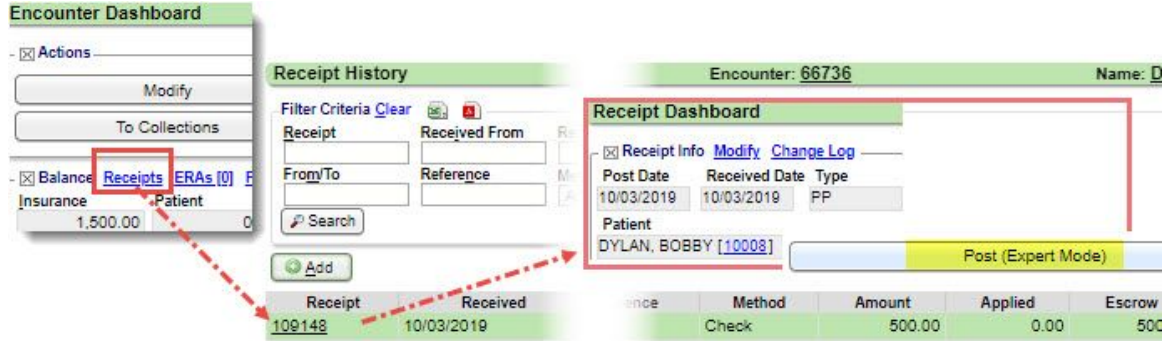 Encounter Dashboard
Actions
Modify
To Collections
Balance Receipts ERAs [0]
Insurance Patient
1,500.00 0
Receipt History Encounter: 66736 Name: D
Filter Criteria Clear
Receipt Received From
From/To Reference
Search
Add
Receipt Dashboard
Receipt Info Modify Change Log
Post Date Received Date Type
10/03/2019 10/03/2019 PP
Patient
DYLAN, BOBBY [10008]
Post (Expert Mode)
Receipt Received Method Amount Applied Escrow
109148 10/03/2019 Check 500.00 0.00 500